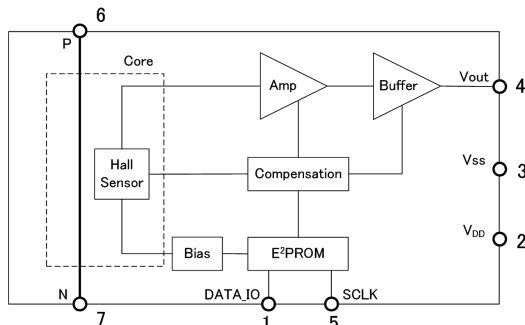 6
P
Core
Amp
Buffer
Vout
4
Hall
Sensor
Compensation
Vss
3
VDD
2
Bias
E²PROM
N
DATA_IO
SCLK
7
1
5